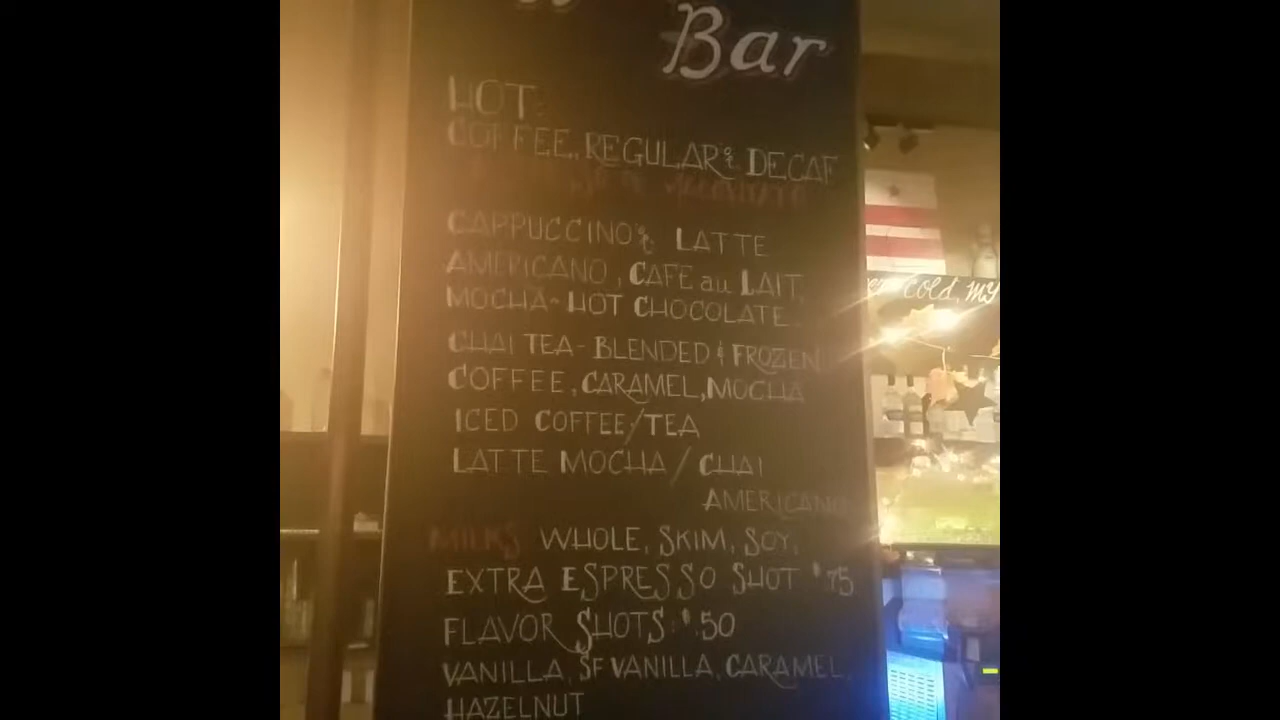 Bar
HOT:
COFFEE, REGULAR & DECAF
CAPPUCCINO & LATTE
AMERICANO, CAFE au LAIT,
MOCHA - HOT CHOCOLATE
CHAI TEA - BLENDED & FROZEN
COFFEE, CARAMEL, MOCHA
ICED COFFEE/TEA
LATTE MOCHA / CHAI
AMERICANO
MILKS WHOLE, SKIM, SOY,
EXTRA ESPRESSO SHOT $.75
FLAVOR SHOTS: $.50
VANILLA, SF VANILLA, CARAMEL,
HAZELNUT
Cold, MY